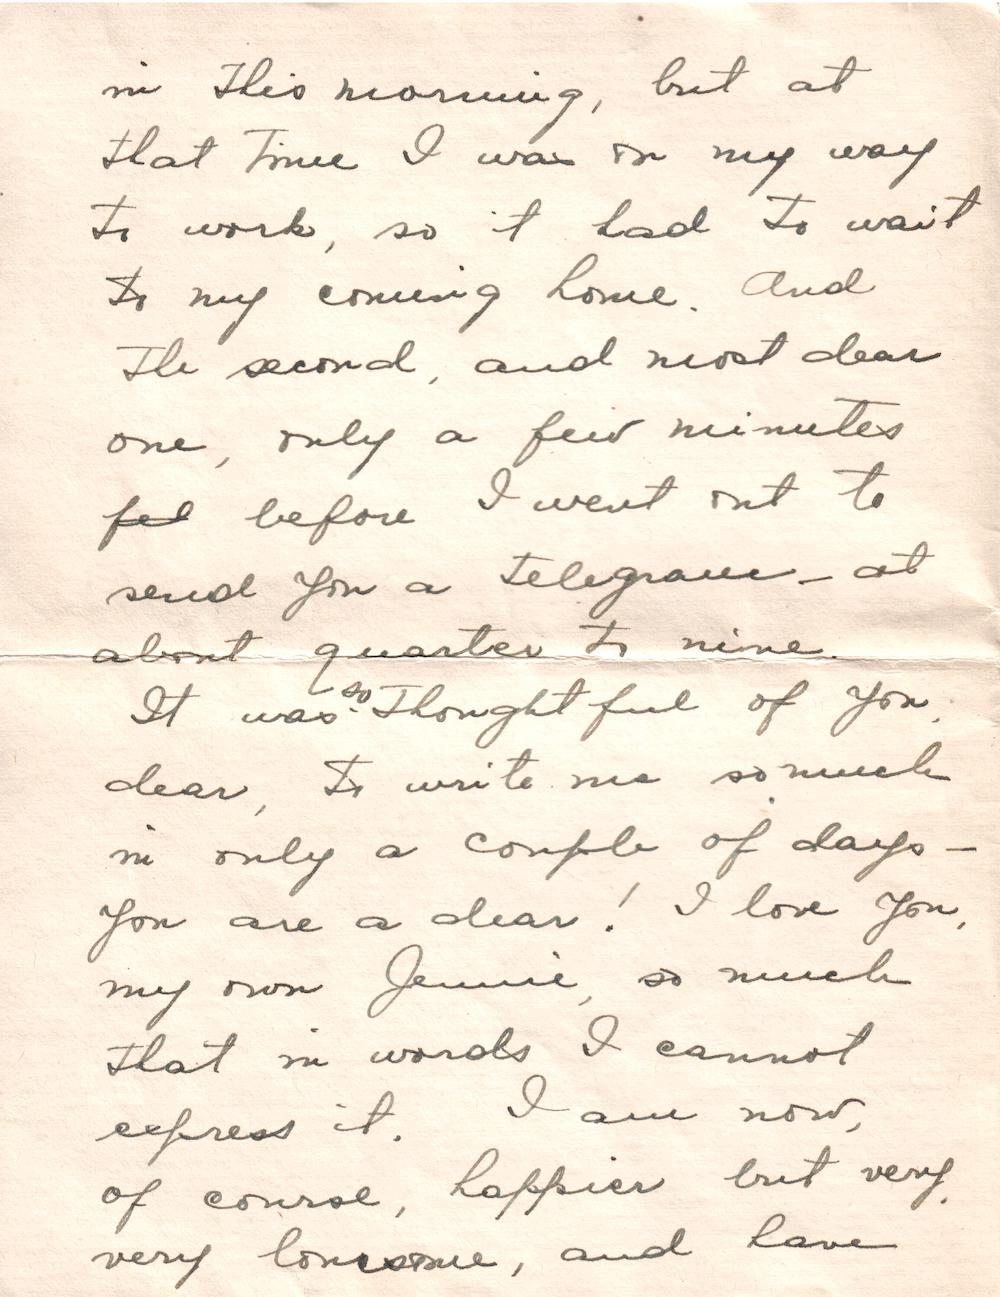 in this morning, but at
that time I was on my way
to work, so it had to wait
to my coming home. And
the second, and most dear
one, only a few minutes
fel before I went out to
send you a telegram – at
about quarter to nine.
It was so thoughtful of you,
dear, to write me so much
in only a couple of days –
you are a dear! I love you,
my own Jennie, so much
that in words I cannot
express it. I am now,
of course, happier but very,
very lonesome, and have